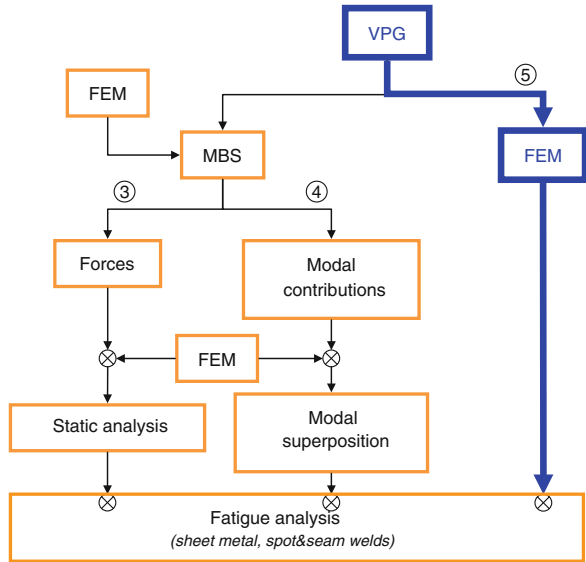 VPG
⑤
FEM
MBS
FEM
③
④
Forces
Modal
contributions
FEM
Static analysis
Modal
superposition
Fatigue analysis
(sheet metal, spot&seam welds)